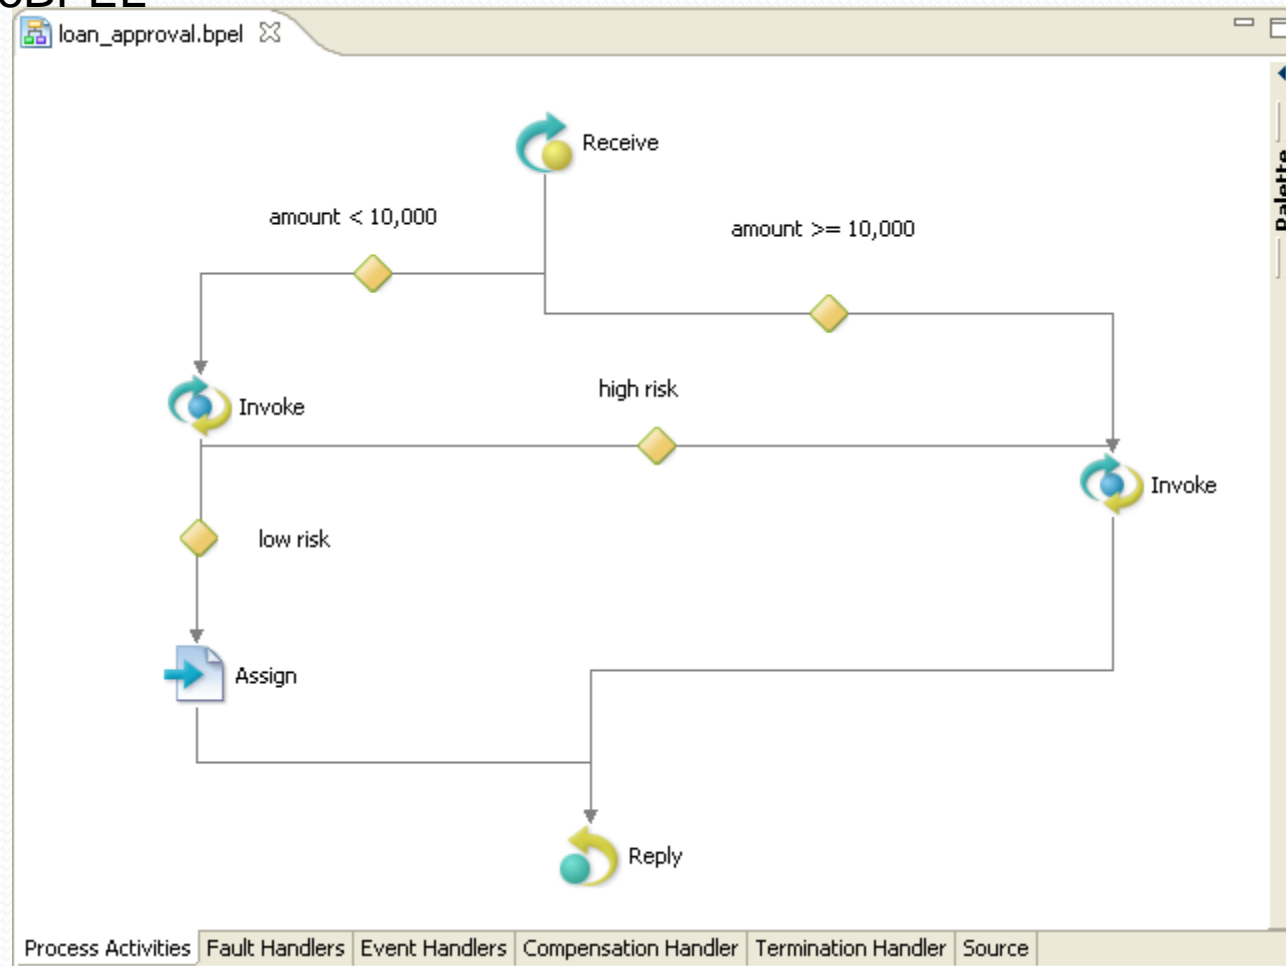 loan_approval.bpel
Palette
Receive
amount < 10,000
amount >= 10,000
high risk
Invoke
Invoke
low risk
Assign
Reply
Process Activities Fault Handlers Event Handlers Compensation Handler Termination Handler Source